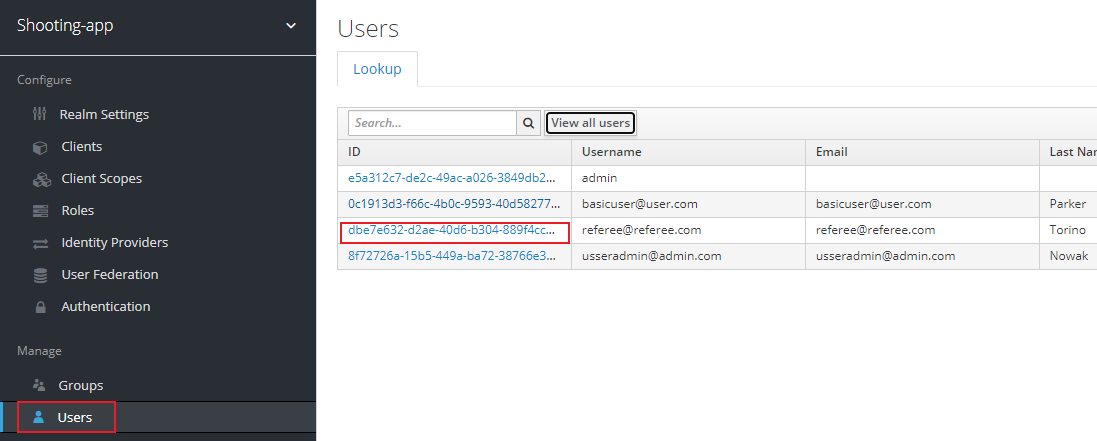 Shooting-app
Configure
Realm Settings
Clients
Client Scopes
Roles
Identity Providers
User Federation
Authentication
Manage
Groups
Users
Users
Lookup
Search... View all users
ID Username Email Last Nam
e5a312c7-de2c-49ac-a026-3849db2... admin
0c1913d3-f66c-4b0c-9593-40d58277... basicuser@user.com basicuser@user.com Parker
dbe7e632-d2ae-40d6-b304-889f4cc... referee@referee.com referee@referee.com Torino
8f72726a-15b5-449a-ba72-38766e3... usseradmin@admin.com usseradmin@admin.com Nowak